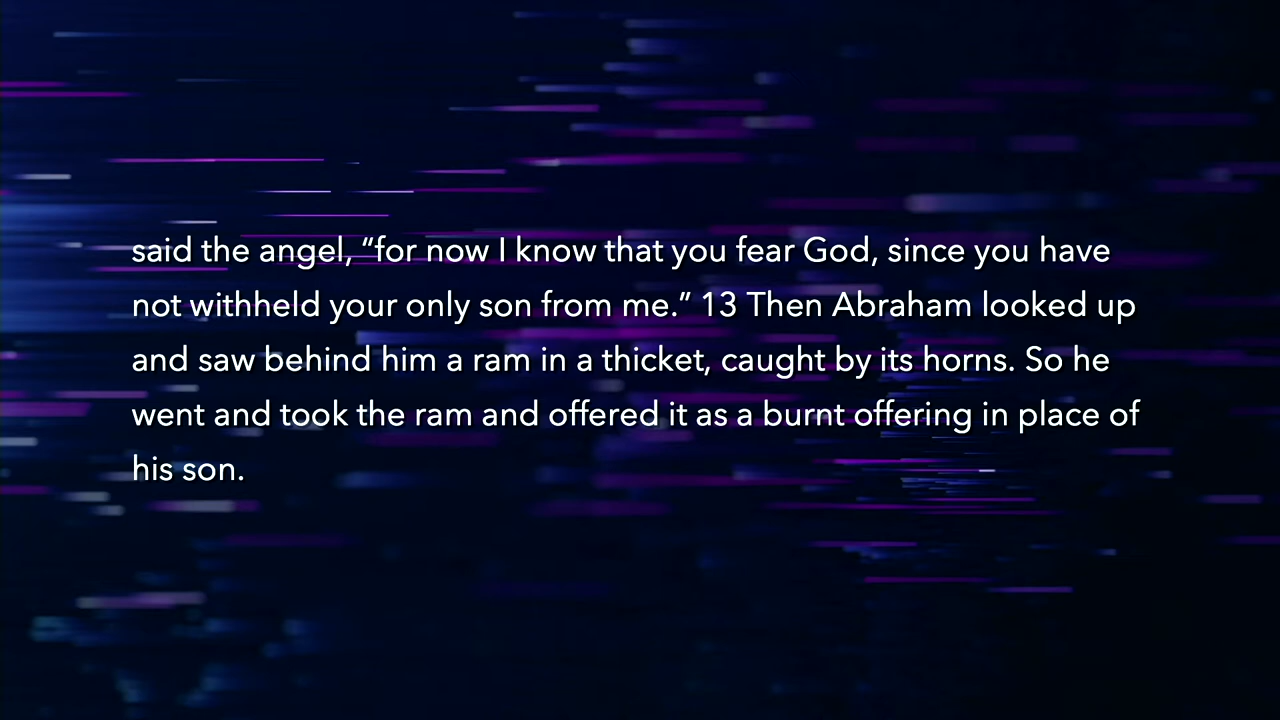 said the angel, “for now I know that you fear God, since you have
not withheld your only son from me.” 13 Then Abraham looked up
and saw behind him a ram in a thicket, caught by its horns. So he
went and took the ram and offered it as a burnt offering in place of
his son.